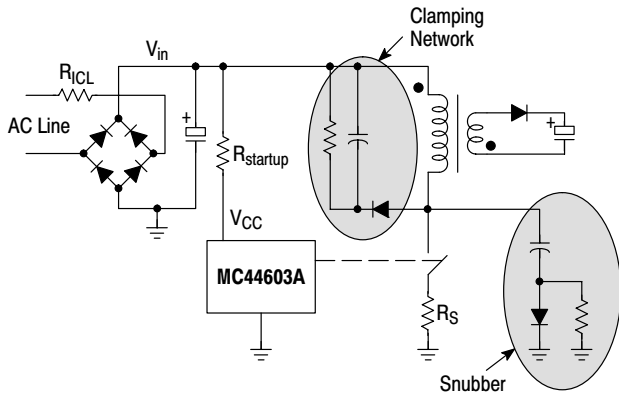 Clamping
Network
Vin
RICL
AC Line
+
Rstartup
+
VCC
MC44603A
RS
Snubber